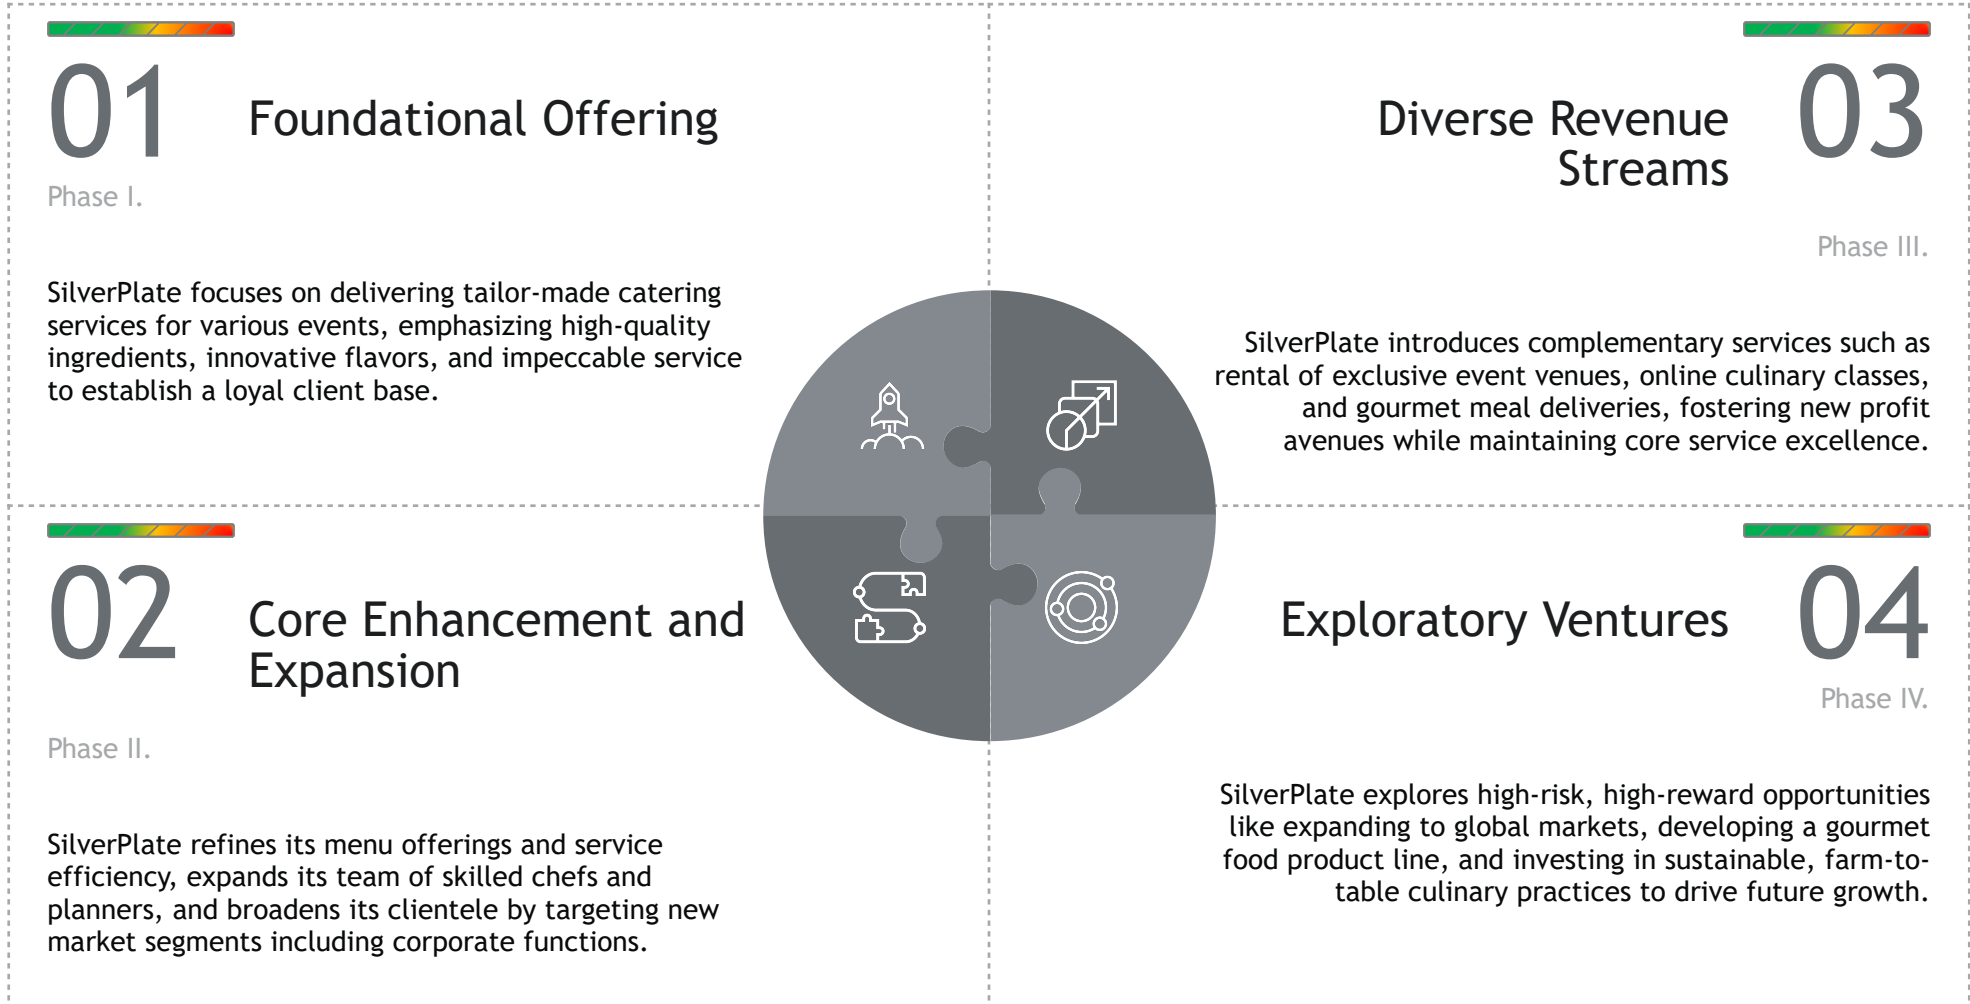 01
Foundational Offering
Phase I.
SilverPlate focuses on delivering tailor-made catering
services for various events, emphasizing high-quality
ingredients, innovative flavors, and impeccable service
to establish a loyal client base.
02
Core Enhancement and
Expansion
Phase II.
SilverPlate refines its menu offerings and service
efficiency, expands its team of skilled chefs and
planners, and broadens its clientele by targeting new
market segments including corporate functions.
03
Diverse Revenue
Streams
Phase III.
SilverPlate introduces complementary services such as
rental of exclusive event venues, online culinary classes,
and gourmet meal deliveries, fostering new profit
avenues while maintaining core service excellence.
04
Exploratory Ventures
Phase IV.
SilverPlate explores high-risk, high-reward opportunities
like expanding to global markets, developing a gourmet
food product line, and investing in sustainable, farm-to-
table culinary practices to drive future growth.